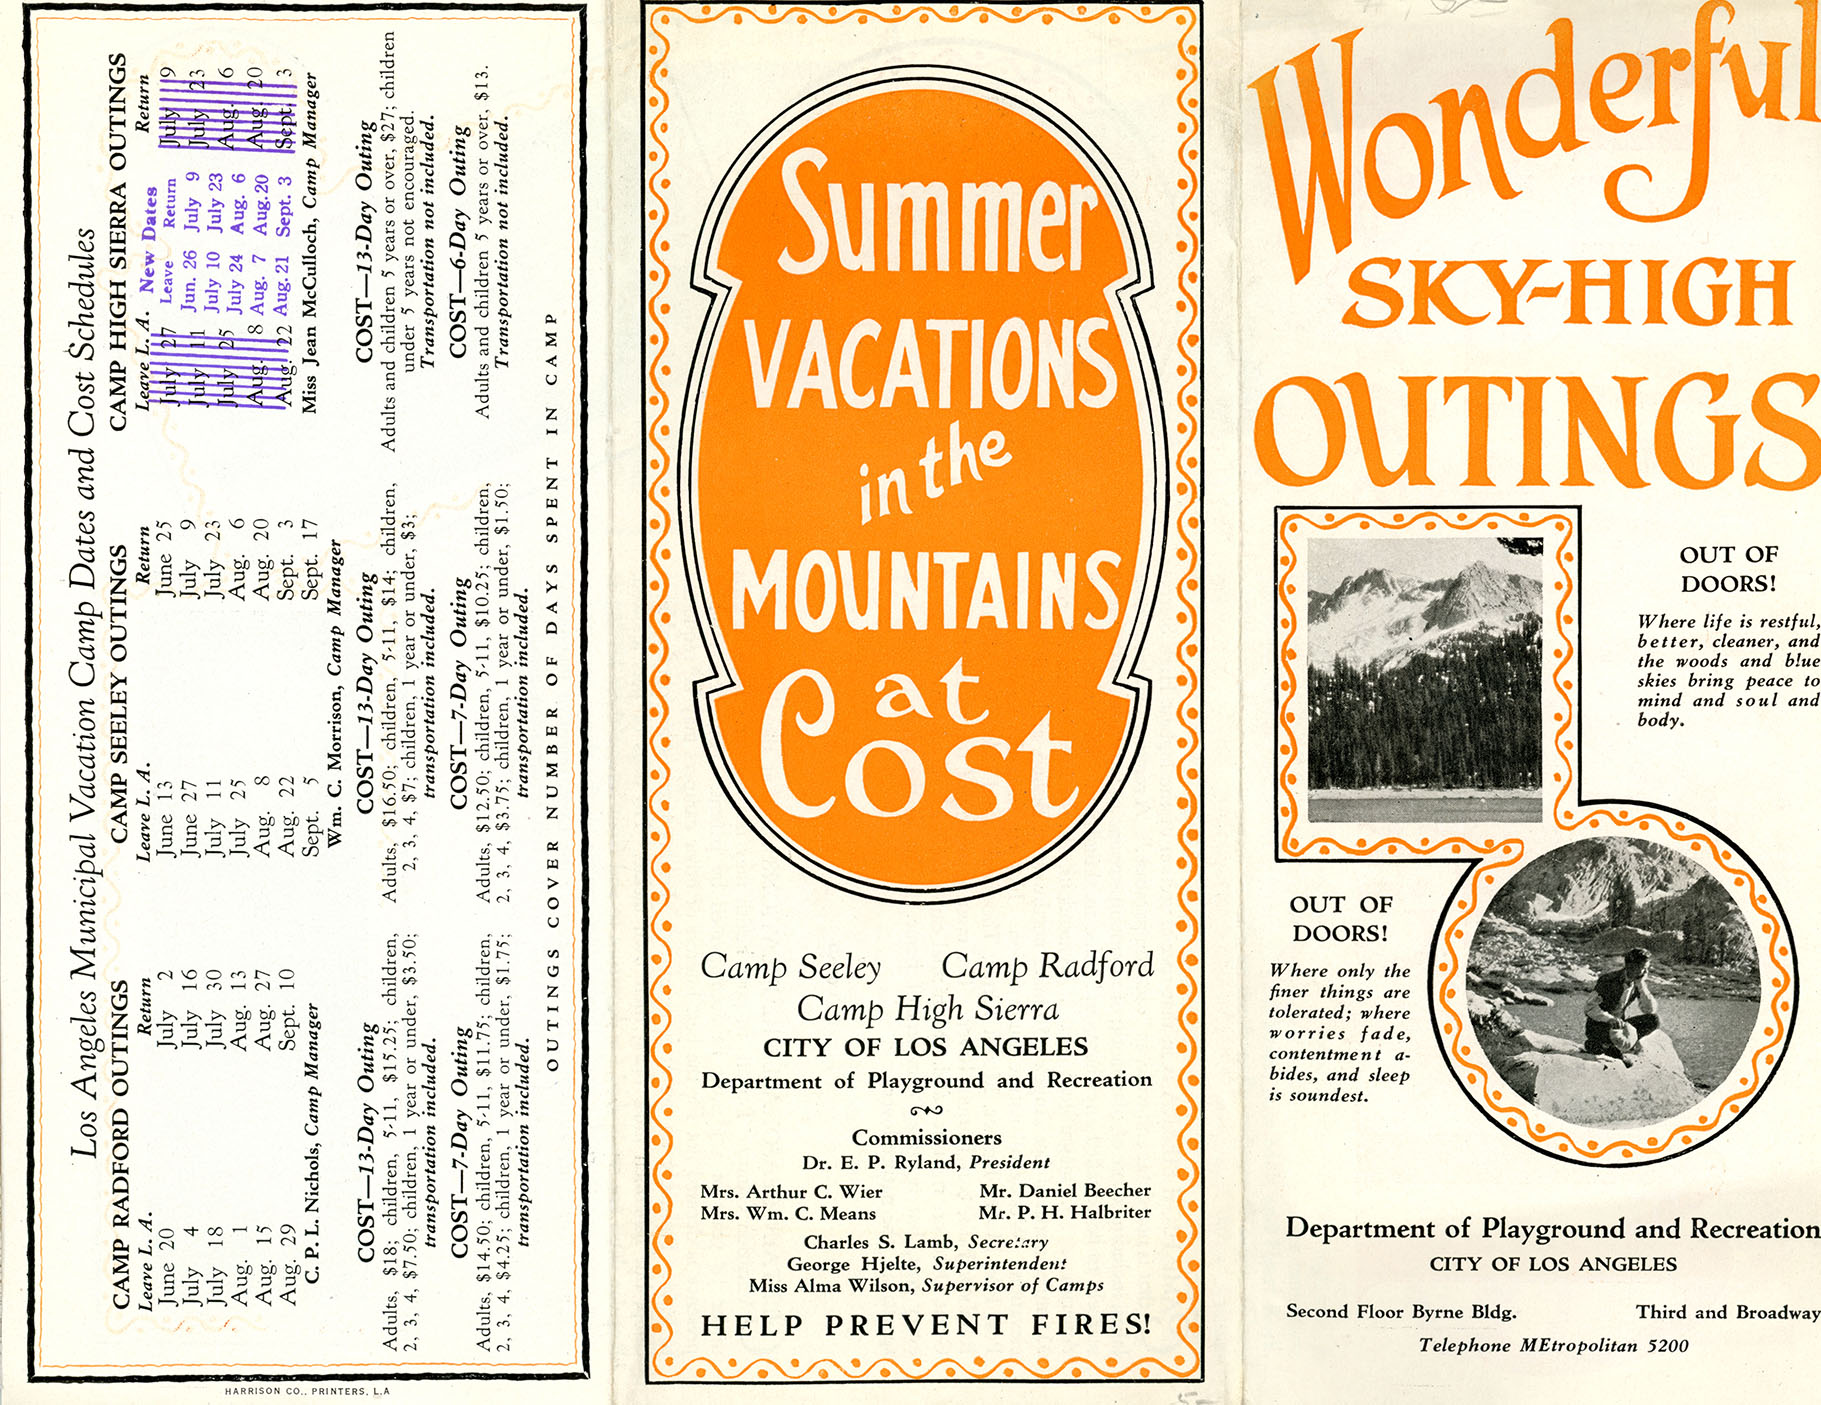 Los Angeles Municipal Vacation Camp Dates and Cost Schedules
CAMP RADFORD OUTINGS
Leave L. A. Return
June 20 July 2
July 4 July 16
July 18 July 30
Aug. 1 Aug. 13
Aug. 15 Aug. 27
Aug. 29 Sept. 10
C. P. L. Nichols, Camp Manager
COST—13-Day Outing
Adults, $18; children, 5-11, $15.25; children,
2, 3, 4, $7.50; children, 1 year or under, $3.50;
transportation included.
COST—7-Day Outing
Adults, $14.50; children, 5-11, $11.75; children,
2, 3, 4, $4.25; children, 1 year or under, $1.75;
transportation included.
CAMP SEELEY OUTINGS
Leave L. A. Return
June 13 June 25
June 27 July 9
July 11 July 23
July 25 Aug. 6
Aug. 8 Aug. 20
Aug. 22 Sept. 3
Sept. 5 Sept. 17
Wm. C. Morrison, Camp Manager
COST—13-Day Outing
Adults, $16.50; children, 5-11, $14; children,
2, 3, 4, $7; children, 1 year or under, $3;
transportation included.
COST—7-Day Outing
Adults, $12.50; children, 5-11, $10.25; children,
2, 3, 4, $3.75; children, 1 year or under, $1.50;
transportation included.
CAMP HIGH SIERRA OUTINGS
Leave L. A. New Dates Return
Leave Return
July 27 Jun. 26 July 9 July 9
July 11 July 10 July 23 July 23
July 25 July 24 Aug. 6 Aug. 6
Aug. 8 Aug. 7 Aug. 20 Aug. 20
Aug. 22 Aug. 21 Sept. 3 Sept. 3
Miss Jean McCulloch, Camp Manager
COST—13-Day Outing
Adults and children 5 years or over, $27; children
under 5 years not encouraged.
Transportation not included.
COST—6-Day Outing
Adults and children 5 years or over, $13.
Transportation not included.
OUTINGS COVER NUMBER OF DAYS SPENT IN CAMP
HARRISON CO., PRINTERS, L.A
Summer
VACATIONS
in the
MOUNTAINS
at
Cost
Camp Seeley Camp Radford
Camp High Sierra
CITY OF LOS ANGELES
Department of Playground and Recreation
Commissioners
Dr. E. P. Ryland, President
Mrs. Arthur C. Wier Mr. Daniel Beecher
Mrs. Wm. C. Means Mr. P. H. Halbriter
Charles S. Lamb, Secretary
George Hjelte, Superintendent
Miss Alma Wilson, Supervisor of Camps
HELP PREVENT FIRES!
Wonderful
SKY-HIGH
OUTINGS
OUT OF
DOORS!
Where life is restful,
better, cleaner, and
the woods and blue
skies bring peace to
mind and soul and
body.
OUT OF
DOORS!
Where only the
finer things are
tolerated; where
worries fade,
contentment a-
bides, and sleep
is soundest.
Department of Playground and Recreation
CITY OF LOS ANGELES
Second Floor Byrne Bldg. Third and Broadway
Telephone MEtropolitan 5200